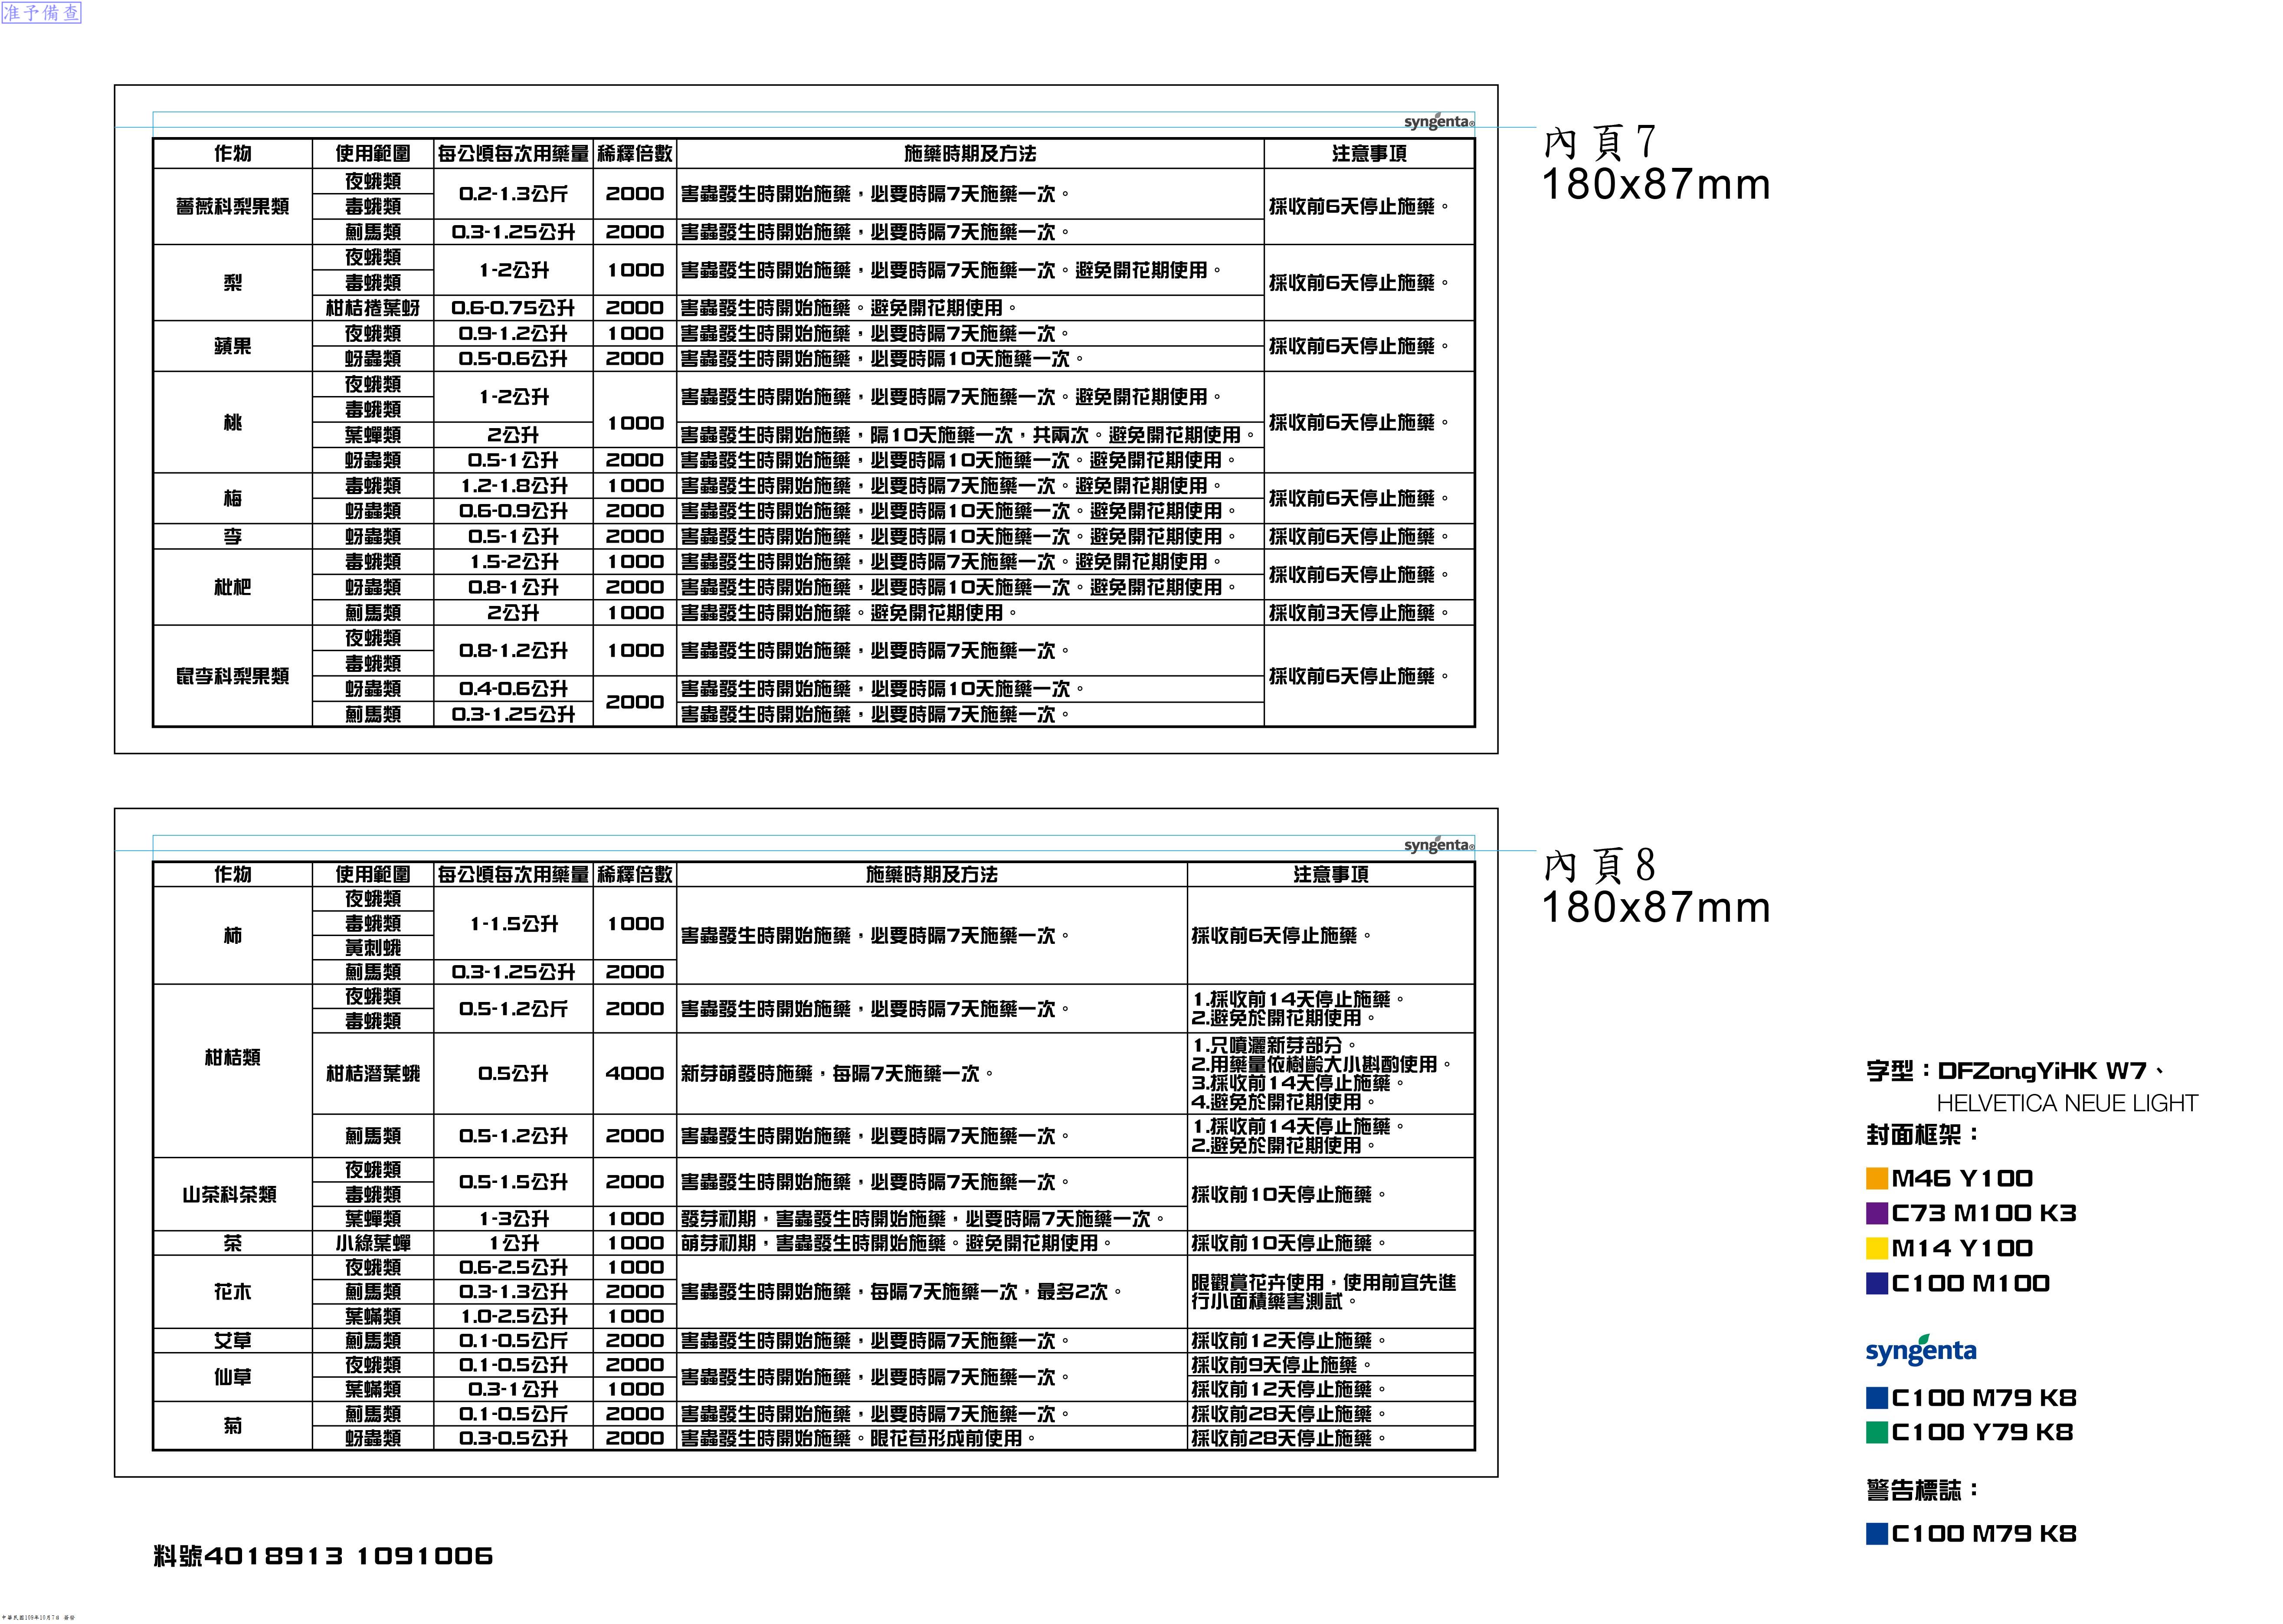 准予備查
syngenta®
內頁7
180x87mm
作物 使用範圍 每公頃每次用藥量 稀釋倍數 施藥時期及方法 注意事項
薔薇科梨果類 夜蛾類 0.2-1.3公斤 2000 害蟲發生時開始施藥，必要時隔7天施藥一次。 採收前6天停止施藥。
毒蛾類
薊馬類 0.3-1.25公升 2000 害蟲發生時開始施藥，必要時隔7天施藥一次。
梨 夜蛾類 1-2公升 1000 害蟲發生時開始施藥，必要時隔7天施藥一次。避免開花期使用。 採收前6天停止施藥。
毒蛾類
柑桔捲葉蚜 0.6-0.75公升 2000 害蟲發生時開始施藥。避免開花期使用。
蘋果 夜蛾類 0.9-1.2公升 1000 害蟲發生時開始施藥，必要時隔7天施藥一次。 採收前6天停止施藥。
蚜蟲類 0.5-0.6公升 2000 害蟲發生時開始施藥，必要時隔10天施藥一次。
桃 夜蛾類 1-2公升 1000 害蟲發生時開始施藥，必要時隔7天施藥一次。避免開花期使用。 採收前6天停止施藥。
毒蛾類
葉蟬類 2公升 害蟲發生時開始施藥，隔10天施藥一次，共兩次。避免開花期使用。
蚜蟲類 0.5-1公升 2000 害蟲發生時開始施藥，必要時隔10天施藥一次。避免開花期使用。
梅 毒蛾類 1.2-1.8公升 1000 害蟲發生時開始施藥，必要時隔7天施藥一次。避免開花期使用。 採收前6天停止施藥。
蚜蟲類 0.6-0.9公升 2000 害蟲發生時開始施藥，必要時隔10天施藥一次。避免開花期使用。
李 蚜蟲類 0.5-1公升 2000 害蟲發生時開始施藥，必要時隔10天施藥一次。避免開花期使用。 採收前6天停止施藥。
枇杷 毒蛾類 1.5-2公升 1000 害蟲發生時開始施藥，必要時隔7天施藥一次。避免開花期使用。 採收前6天停止施藥。
蚜蟲類 0.8-1公升 2000 害蟲發生時開始施藥，必要時隔10天施藥一次。避免開花期使用。
薊馬類 2公升 1000 害蟲發生時開始施藥。避免開花期使用。 採收前3天停止施藥。
鼠李科梨果類 夜蛾類 0.8-1.2公升 1000 害蟲發生時開始施藥，必要時隔7天施藥一次。 採收前6天停止施藥。
毒蛾類
蚜蟲類 0.4-0.6公升 2000 害蟲發生時開始施藥，必要時隔10天施藥一次。
薊馬類 0.3-1.25公升 害蟲發生時開始施藥，必要時隔7天施藥一次。
syngenta®
內頁8
180x87mm
作物 使用範圍 每公頃每次用藥量 稀釋倍數 施藥時期及方法 注意事項
柿 夜蛾類 1-1.5公升 1000 害蟲發生時開始施藥，必要時隔7天施藥一次。 採收前6天停止施藥。
毒蛾類
黃刺蛾
薊馬類 0.3-1.25公升 2000
柑桔類 夜蛾類 0.5-1.2公斤 2000 害蟲發生時開始施藥，必要時隔7天施藥一次。 1.採收前14天停止施藥。
毒蛾類 2.避免於開花期使用。
柑桔潛葉蛾 0.5公升 4000 新芽萌發時施藥，每隔7天施藥一次。 1.只噴灑新芽部分。
2.用藥量依樹齡大小斟酌使用。
3.採收前14天停止施藥。
4.避免於開花期使用。
薊馬類 0.5-1.2公升 2000 害蟲發生時開始施藥，必要時隔7天施藥一次。 1.採收前14天停止施藥。
2.避免於開花期使用。
山茶科茶類 夜蛾類 0.5-1.5公升 2000 害蟲發生時開始施藥，必要時隔7天施藥一次。 採收前10天停止施藥。
毒蛾類
葉蟬類 1-3公升 1000 發芽初期，害蟲發生時開始施藥，必要時隔7天施藥一次。
茶 小綠葉蟬 1公升 1000 萌芽初期，害蟲發生時開始施藥。避免開花期使用。 採收前10天停止施藥。
花木 夜蛾類 0.6-2.5公升 1000 害蟲發生時開始施藥，每隔7天施藥一次，最多2次。 限觀賞花卉使用，使用前宜先進
薊馬類 0.3-1.3公升 2000 行小面積藥害測試。
葉蟎類 1.0-2.5公升 1000
艾草 薊馬類 0.1-0.5公斤 2000 害蟲發生時開始施藥，必要時隔7天施藥一次。 採收前12天停止施藥。
仙草 夜蛾類 0.1-0.5公升 2000 害蟲發生時開始施藥，必要時隔7天施藥一次。 採收前9天停止施藥。
葉蟎類 0.3-1公升 1000 採收前12天停止施藥。
菊 薊馬類 0.1-0.5公斤 2000 害蟲發生時開始施藥，必要時隔7天施藥一次。 採收前28天停止施藥。
蚜蟲類 0.3-0.5公升 2000 害蟲發生時開始施藥。限花苞形成前使用。 採收前28天停止施藥。
字型：DFZongYiHK W7、
HELVETICA NEUE LIGHT
封面框架：
M46 Y100
C73 M100 K3
M14 Y100
C100 M100
syngenta
C100 M79 K8
C100 Y79 K8
警告標誌：
C100 M79 K8
料號4018913 1091006
中華民國109年10月7日